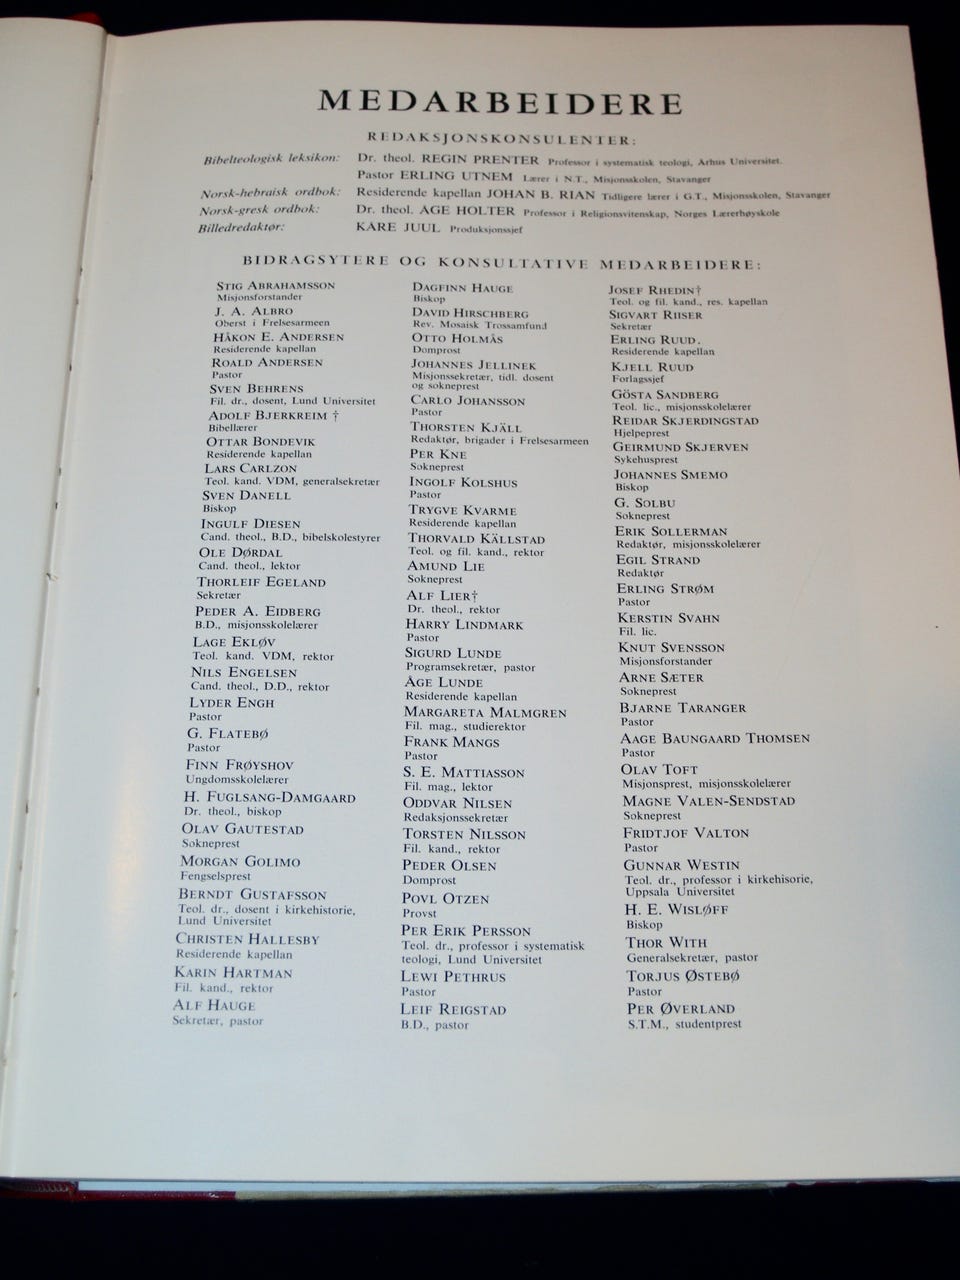 MEDARBEIDERE
REDAKSJONSKONSULENTER:
Bibelteologisk leksikon: Dr. theol. REGIN PRENTER Professor i systematisk teologi, Arhus Universitet.
Pastor ERLING UTNEM Lærer i N.T., Misjonsskolen, Stavanger
Norsk-hebraisk ordbok: Residerende kapellan JOHAN B. RIAN Tidligere lærer i G.T., Misjonsskolen, Stavanger
Norsk-gresk ordbok: Dr. theol. AGE HOLTER Professor i Religionsvitenskap, Norges Lærerhøyskole
Billedredaktør: KARE JUUL Produksjonssjef
BIDRAGSYTERE OG KONSULTATIVE MEDARBEIDERE:
STIG ABRAHAMSSON
Misjonsforstander
J. A. ALBRO
Oberst i Frelsesarmeen
HÅKON E. ANDERSEN
Residerende kapellan
ROALD ANDERSEN
Pastor
SVEN BEHRENS
Fil. dr., dosent, Lund Universitet
ADOLF BJERKREIM †
Bibellærer
OTTAR BONDEVIK
Residerende kapellan
LARS CARLZON
Teol. kand. VDM, generalsekretær
SVEN DANELL
Biskop
INGULF DIESEN
Cand. theol., B.D., bibelskolestyrer
OLE DØRDAL
Cand. theol., lektor
THORLEIF EGELAND
Sekretær
PEDER A. EIDBERG
B.D., misjonsskolelærer
LAGE EKLØV
Teol. kand. VDM, rektor
NILS ENGELSEN
Cand. theol., D.D., rektor
LYDER ENGH
Pastor
G. FLATEBØ
Pastor
FINN FRØYSHOV
Ungdomsskolelærer
H. FUGLSANG-DAMGAARD
Dr. theol., biskop
OLAV GAUTESTAD
Sokneprest
MORGAN GOLIMO
Fengselsprest
BERNDT GUSTAFSSON
Teol. dr., dosent i kirkehistorie,
Lund Universitet
CHRISTEN HALLESBY
Residerende kapellan
KARIN HARTMAN
Fil. kand., rektor
ALF HAUGE
Sekretær, pastor
DAGFINN HAUGE
Biskop
DAVID HIRSCHBERG
Rev. Mosaisk Trossamfund
OTTO HOLMÅS
Domprost
JOHANNES JELLINEK
Misjonssekretær, tidl. dosent
og sokneprest
CARLO JOHANSSON
Pastor
THORSTEN KJÄLL
Redaktør, brigader i Frelsesarmeen
PER KNE
Sokneprest
INGOLF KOLSHUS
Pastor
TRYGVE KVARME
Residerende kapellan
THORVALD KÄLLSTAD
Teol. og fil. kand., rektor
AMUND LIE
Sokneprest
ALF LIER†
Dr. theol., rektor
HARRY LINDMARK
Pastor
SIGURD LUNDE
Programsekretær, pastor
ÅGE LUNDE
Residerende kapellan
MARGARETA MALMGREN
Fil. mag., studierektor
FRANK MANGS
Pastor
S. E. MATTIASSON
Fil. mag., lektor
ODDVAR NILSEN
Redaksjonssekretær
TORSTEN NILSSON
Fil. kand., rektor
PEDER OLSEN
Domprost
POVL OTZEN
Provst
PER ERIK PERSSON
Teol. dr., professor i systematisk
teologi, Lund Universitet
LEWI PETHRUS
Pastor
LEIF REIGSTAD
B.D., pastor
JOSEF RHEDIN†
Teol. og fil. kand., res. kapellan
SIGVART RIISER
Sekretær
ERLING RUUD.
Residerende kapellan
KJELL RUUD
Forlagssjef
GÖSTA SANDBERG
Teol. lic., misjonsskolelærer
REIDAR SKJERDINGSTAD
Hjelpeprest
GEIRMUND SKJERVEN
Sykehusprest
JOHANNES SMEMO
Biskop
G. SOLBU
Sokneprest
ERIK SOLLERMAN
Redaktør, misjonsskolelærer
EGIL STRAND
Redaktør
ERLING STRØM
Pastor
KERSTIN SVAHN
Fil. lic.
KNUT SVENSSON
Misjonsforstander
ARNE SÆTER
Sokneprest
BJARNE TARANGER
Pastor
AAGE BAUNGAARD THOMSEN
Pastor
OLAV TOFT
Misjonsprest, misjonsskolelærer
MAGNE VALEN-SENDSTAD
Sokneprest
FRIDTJOF VALTON
Pastor
GUNNAR WESTIN
Teol. dr., professor i kirkehisorie,
Uppsala Universitet
H. E. WISLØFF
Biskop
THOR WITH
Generalsekretær, pastor
TORJUS ØSTEBØ
Pastor
PER ØVERLAND
S.T.M., studentprest